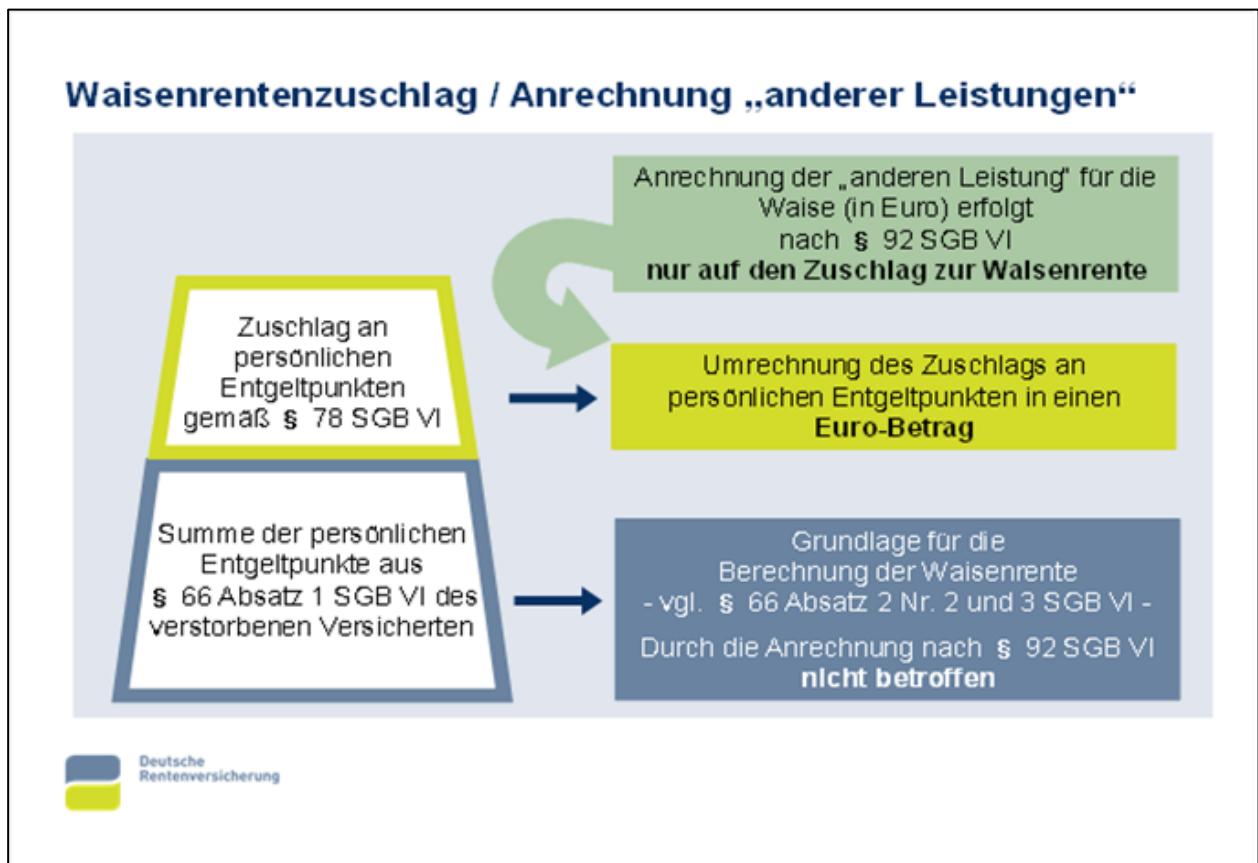 Waisenrentenzuschlag / Anrechnung „anderer Leistungen“
Anrechnung der „anderen Leistung“ für die
Waise (in Euro) erfolgt
nach § 92 SGB VI
nur auf den Zuschlag zur Waisenrente
Zuschlag an
persönlichen
Entgeltpunkten
gemäß § 78 SGB VI
Umrechnung des Zuschlags an
persönlichen Entgeltpunkten in einen
Euro-Betrag
Summe der persönlichen
Entgeltpunkte aus
§ 66 Absatz 1 SGB VI des
verstorbenen Versicherten
Grundlage für die
Berechnung der Waisenrente
- vgl. § 66 Absatz 2 Nr. 2 und 3 SGB VI -
Durch die Anrechnung nach § 92 SGB VI
nicht betroffen
Deutsche
Rentenversicherung